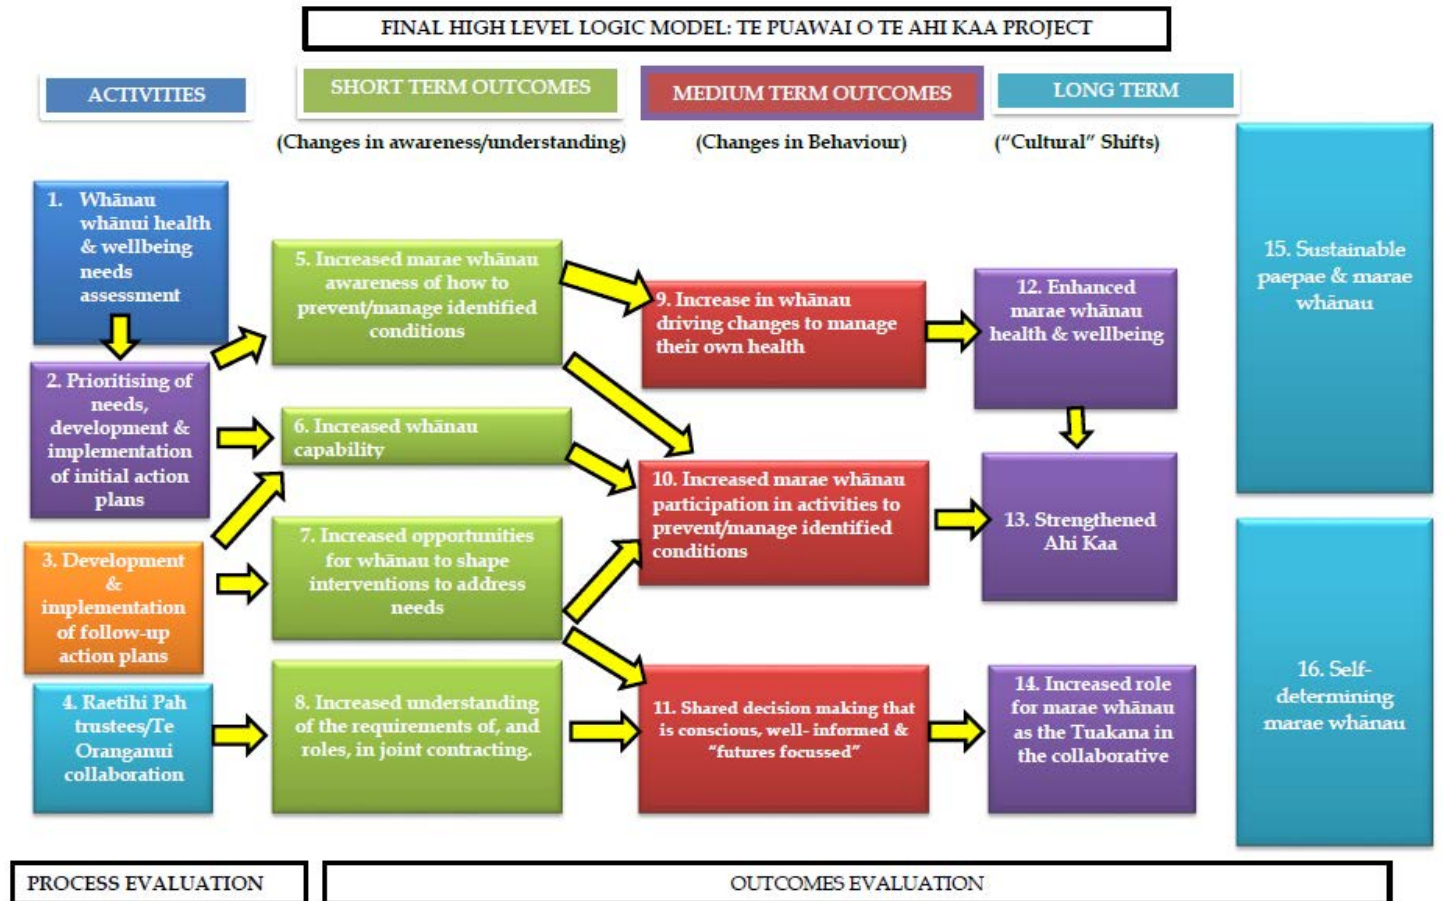 FINAL HIGH LEVEL LOGIC MODEL: TE PUAWAI O TE AHI KAA PROJECT
ACTIVITIES
SHORT TERM OUTCOMES
(Changes in awareness/understanding)
MEDIUM TERM OUTCOMES
(Changes in Behaviour)
LONG TERM
("Cultural" Shifts)
1. Whānau
whānui health
& wellbeing
needs
assessment
2. Prioritising of
needs,
development &
implementation
of initial action
plans
3. Development
&
implementation
of follow-up
action plans
4. Raetihi Pah
trustees/Te
Oranganui
collaboration
5. Increased marae whānau
awareness of how to
prevent/manage identified
conditions
6. Increased whānau
capability
7. Increased opportunities
for whānau to shape
interventions to address
needs
8. Increased understanding
of the requirements of, and
roles, in joint contracting.
9. Increase in whānau
driving changes to manage
their own health
10. Increased marae whānau
participation in activities to
prevent/manage identified
conditions
11. Shared decision making that
is conscious, well- informed &
"futures focussed"
12. Enhanced
marae whānau
health & wellbeing
13. Strengthened
Ahi Kaa
14. Increased role
for marae whānau
as the Tuakana in
the collaborative
15. Sustainable
paepae & marae
whānau
16. Self-
determining
marae whānau
PROCESS EVALUATION
OUTCOMES EVALUATION